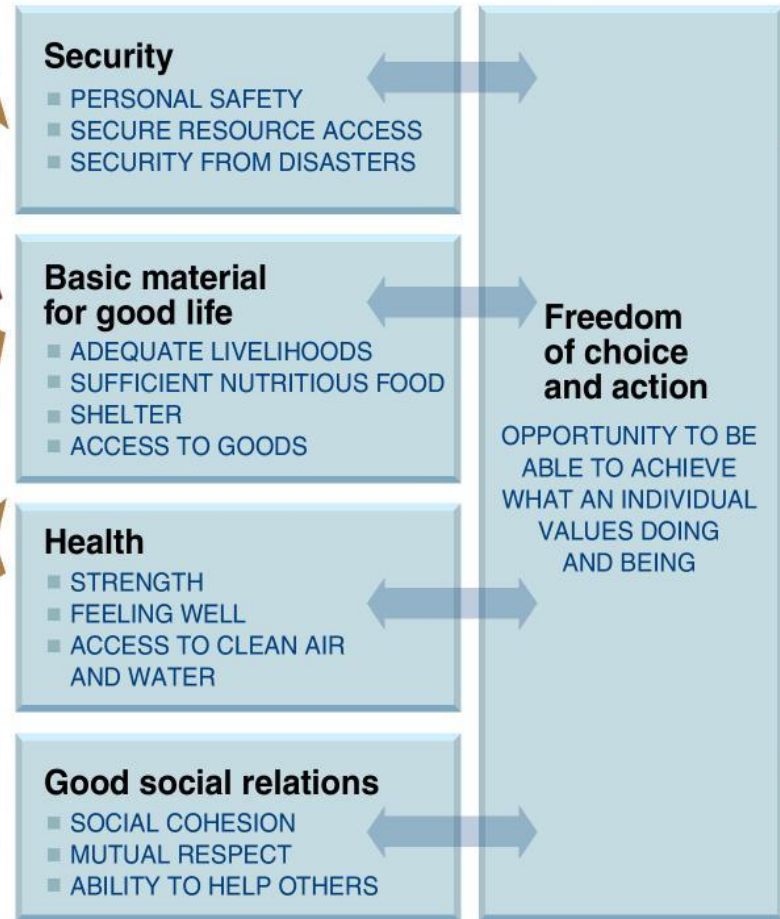 Security
PERSONAL SAFETY
SECURE RESOURCE ACCESS
SECURITY FROM DISASTERS
Basic material
for good life
ADEQUATE LIVELIHOODS
SUFFICIENT NUTRITIOUS FOOD
SHELTER
ACCESS TO GOODS
Health
STRENGTH
FEELING WELL
ACCESS TO CLEAN AIR
AND WATER
Good social relations
SOCIAL COHESION
MUTUAL RESPECT
ABILITY TO HELP OTHERS
Freedom
of choice
and action
OPPORTUNITY TO BE
ABLE TO ACHIEVE
WHAT AN INDIVIDUAL
VALUES DOING
AND BEING